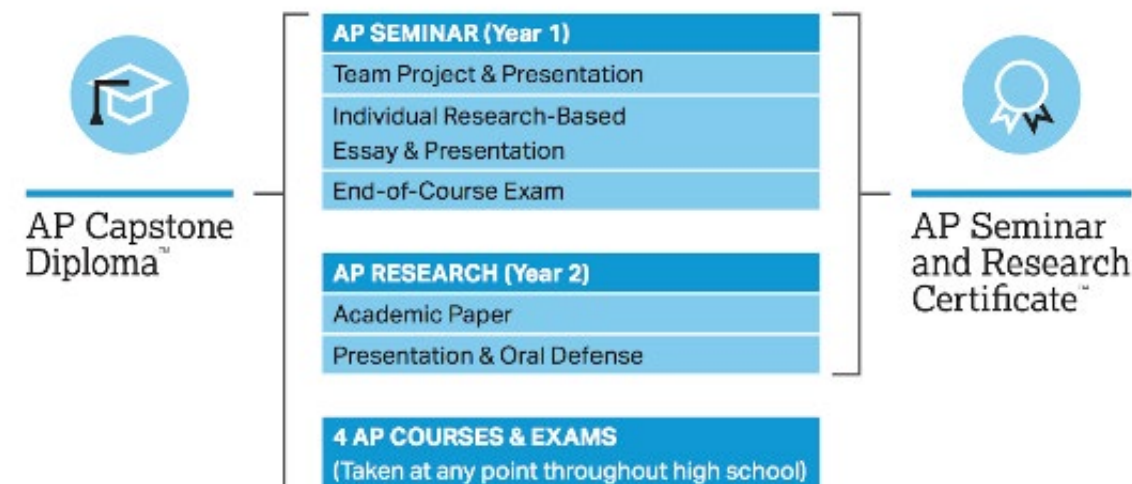 AP Capstone
Diploma™
AP SEMINAR (Year 1)
Team Project & Presentation
Individual Research-Based
Essay & Presentation
End-of-Course Exam
AP RESEARCH (Year 2)
Academic Paper
Presentation & Oral Defense
4 AP COURSES & EXAMS
(Taken at any point throughout high school)
AP Seminar
and Research
Certificate™